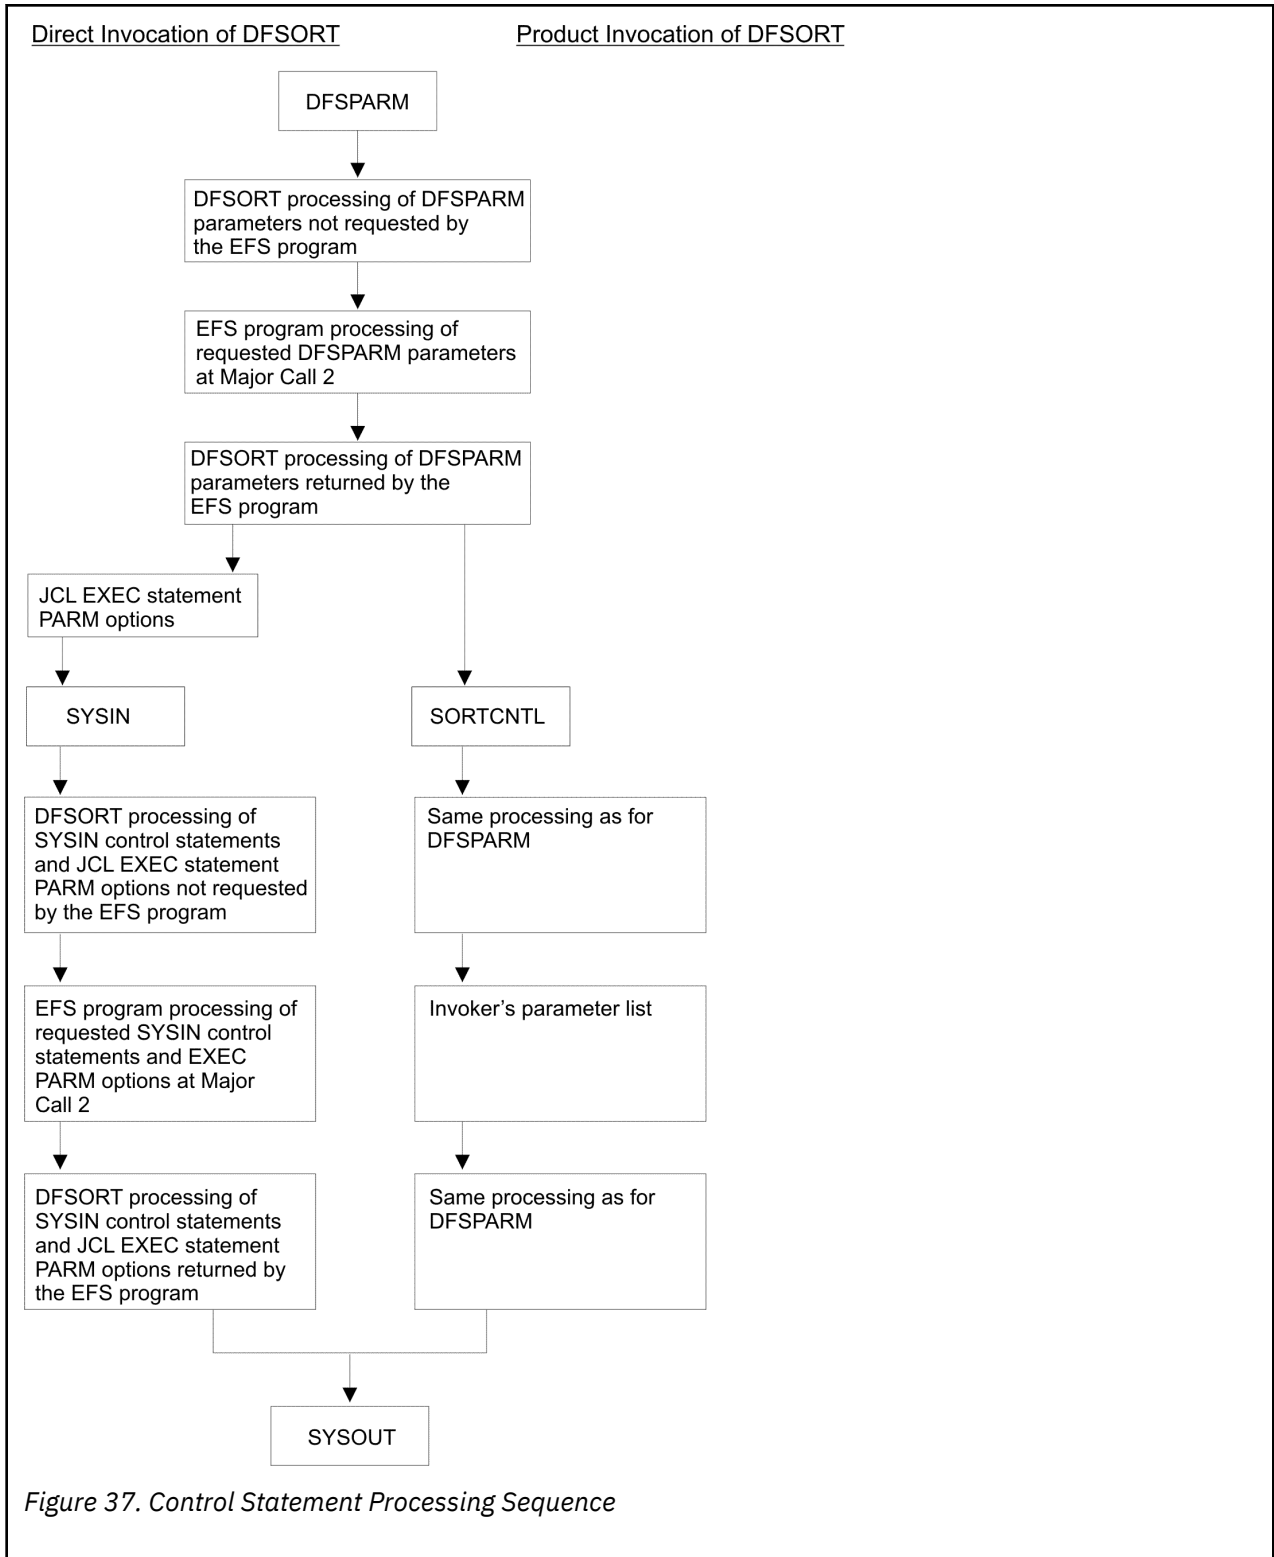 Direct Invocation of DFSORT
Product Invocation of DFSORT
DFSPARM
DFSORT processing of DFSPARM
parameters not requested by
the EFS program
EFS program processing of
requested DFSPARM parameters
at Major Call 2
DFSORT processing of DFSPARM
parameters returned by the
EFS program
JCL EXEC statement
PARM options
SYSIN
SORTCNTL
DFSORT processing of
SYSIN control statements
and JCL EXEC statement
PARM options not requested
by the EFS program
Same processing as for
DFSPARM
EFS program processing of
requested SYSIN control
statements and EXEC
PARM options at Major
Call 2
Invoker’s parameter list
DFSORT processing of
SYSIN control statements
and JCL EXEC statement
PARM options returned by
the EFS program
Same processing as for
DFSPARM
SYSOUT
Figure 37. Control Statement Processing Sequence